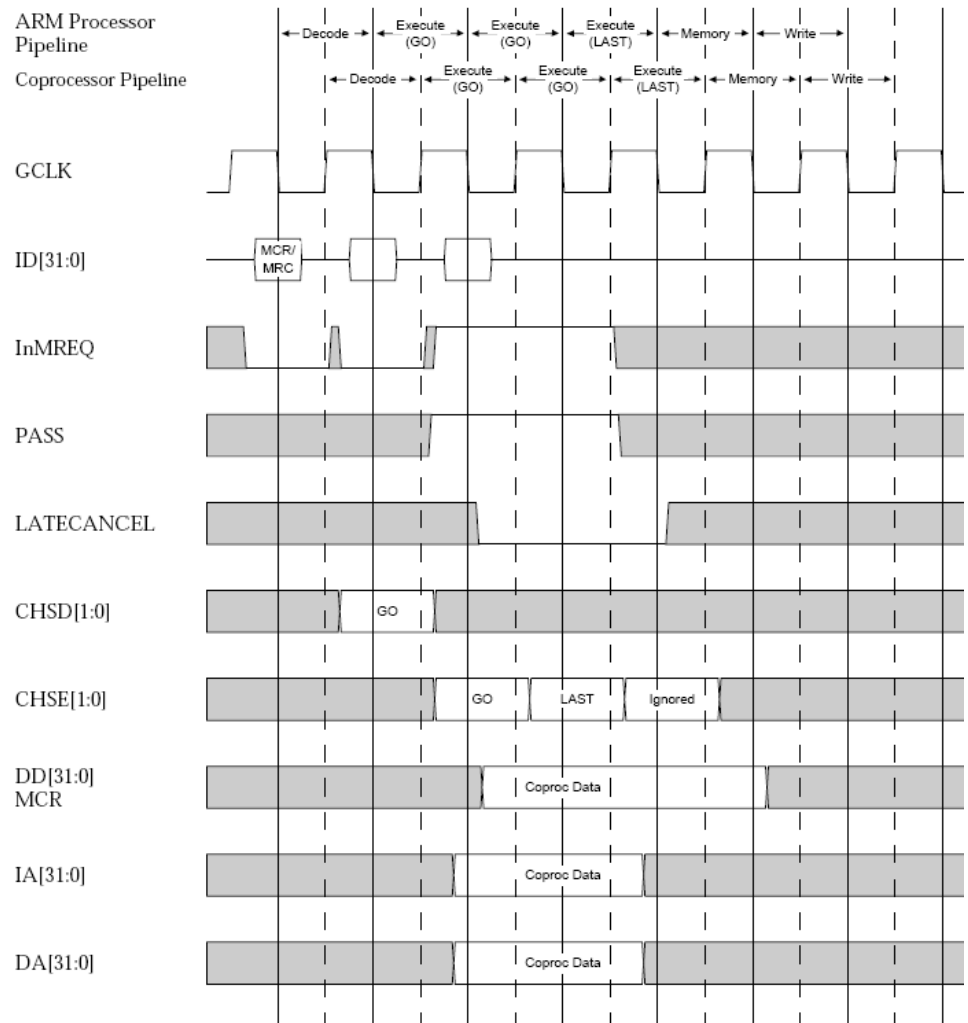 ARM Processor
Pipeline
Decode
Execute
(GO)
Execute
(GO)
Execute
(LAST)
Memory
Write
Coprocessor Pipeline
Decode
Execute
(GO)
Execute
(GO)
Execute
(LAST)
Memory
Write
GCLK
ID[31:0]
MCR/
MRC
InMREQ
PASS
LATECANCEL
CHSD[1:0]
GO
CHSE[1:0]
GO
LAST
Ignored
DD[31:0]
MCR
Coproc Data
IA[31:0]
Coproc Data
DA[31:0]
Coproc Data